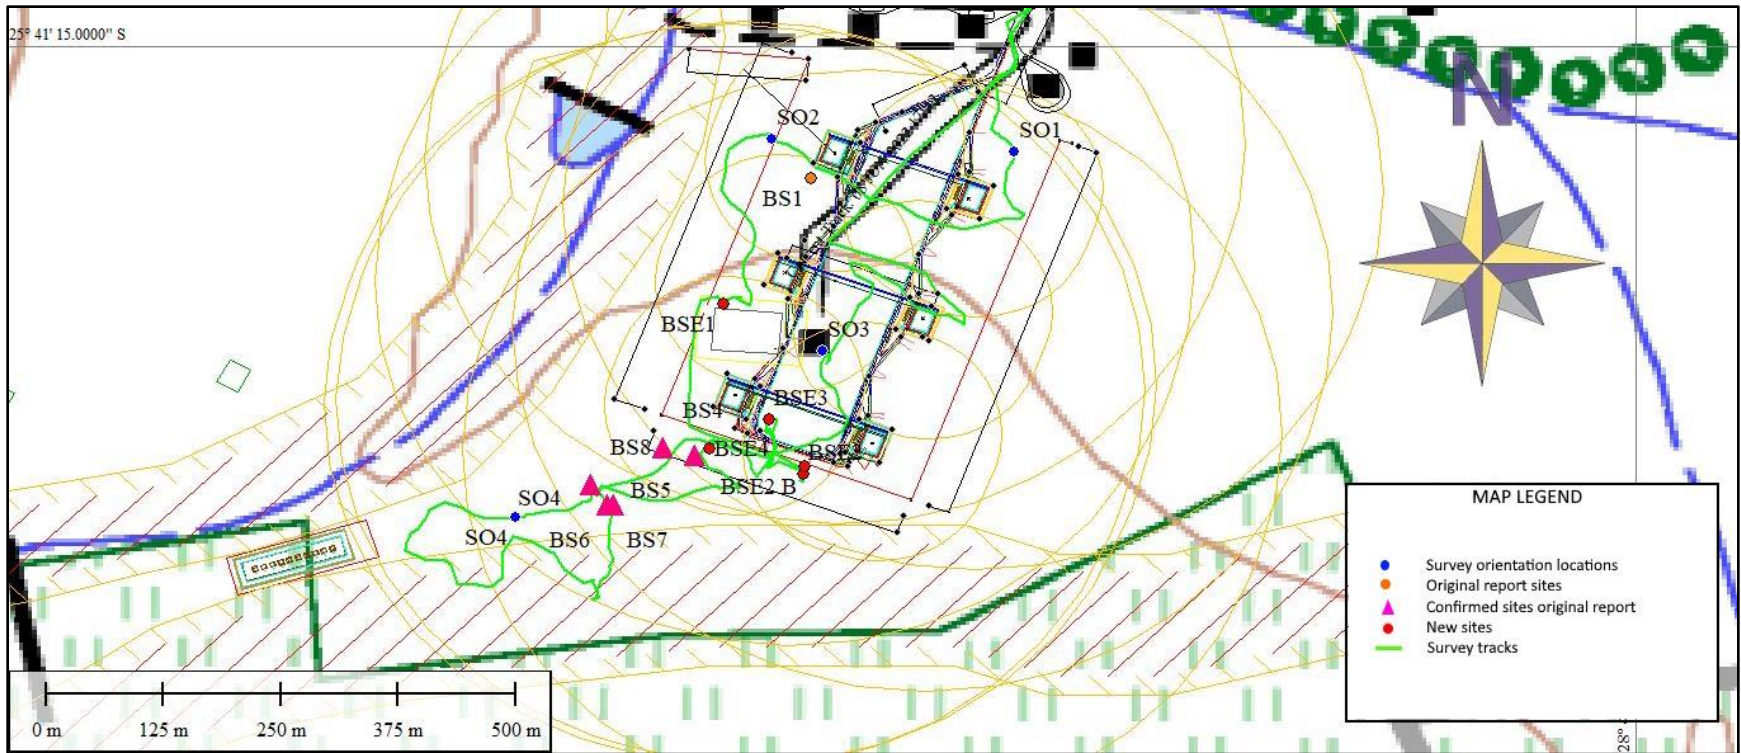 25° 41' 15.0000" S
N
SO2
SO1
BS1
BSE1
SO3
BSE3
BS4
BS8
BSE4
BS5
BSE2 B
SO4
SO4
BS6
BS7
MAP LEGEND
Survey orientation locations
Original report sites
Confirmed sites original report
New sites
Survey tracks
0 m
125 m
250 m
375 m
500 m
28°